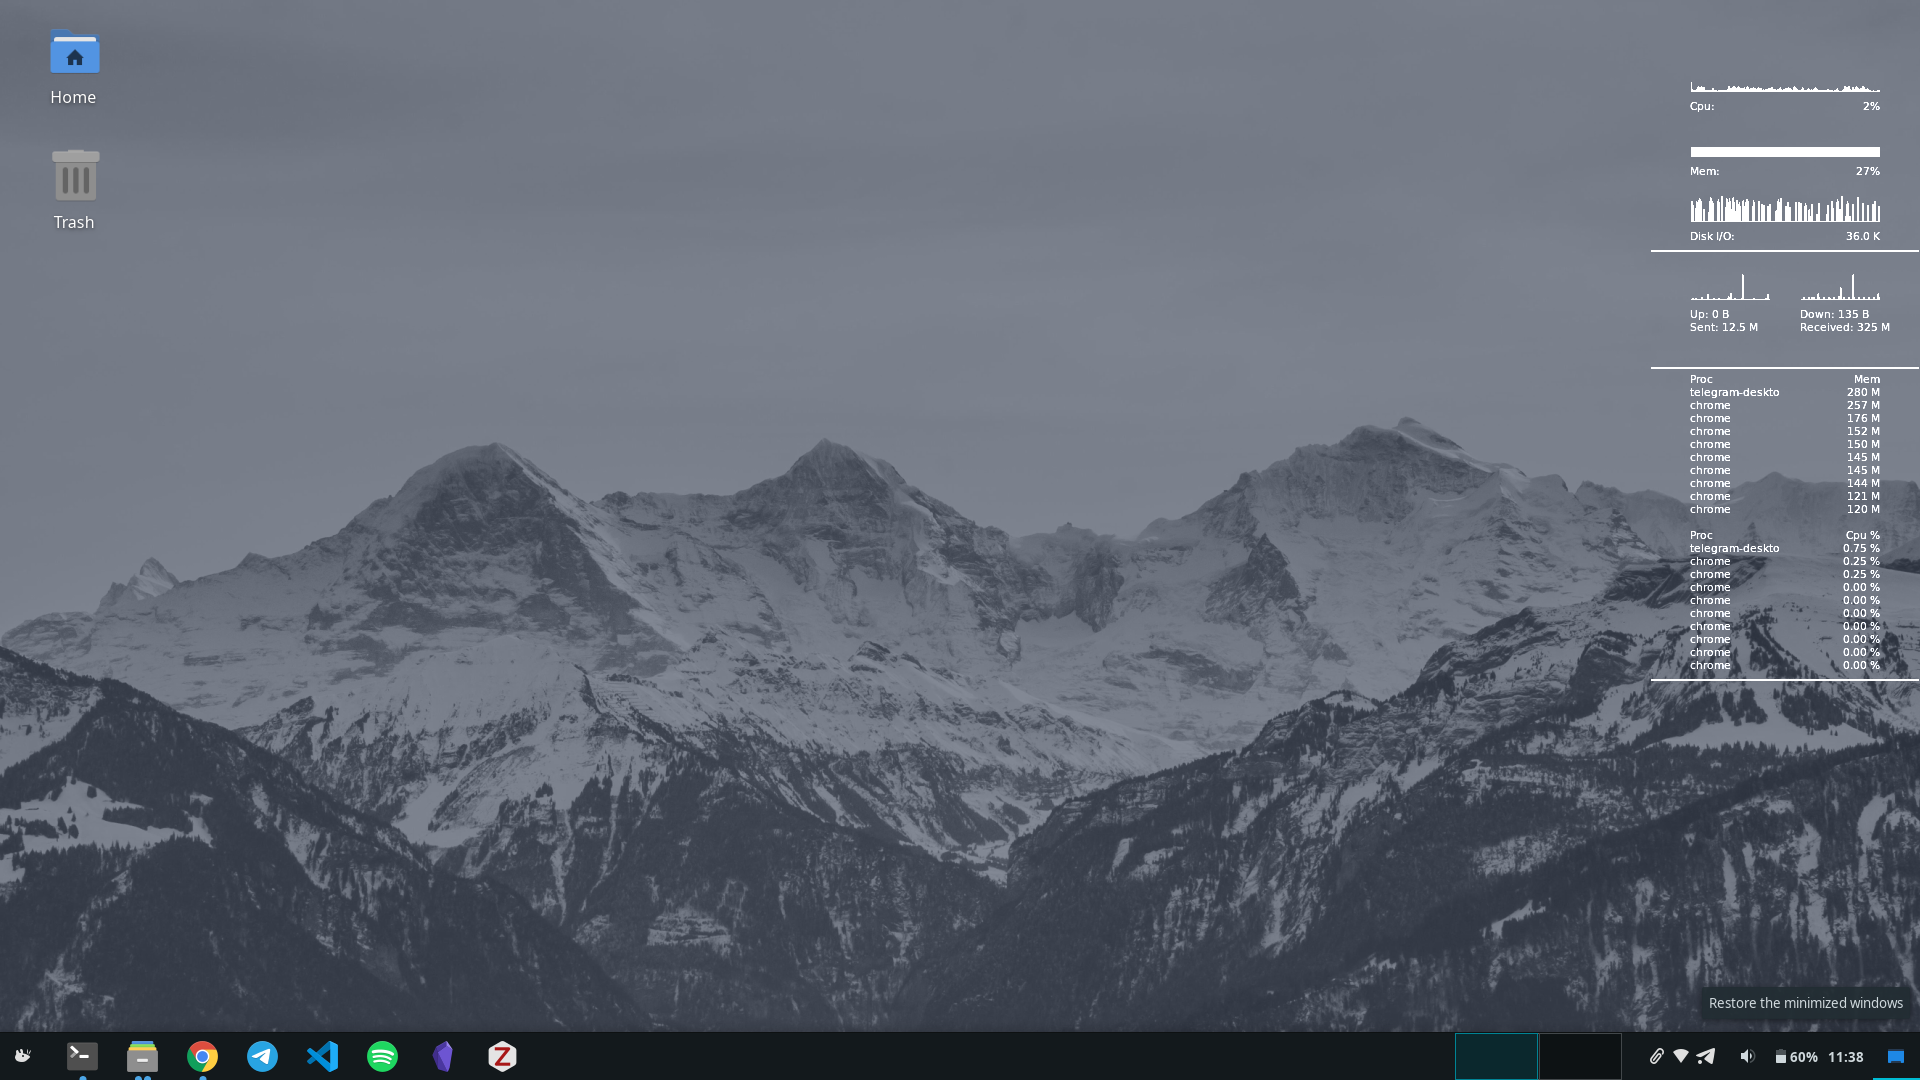 Home
Trash
Cpu: 2%
Mem: 27%
Disk I/O: 36.0 K
Up: 0 B Down: 135 B
Sent: 12.5 M Received: 325 M
Proc Mem
telegram-deskto 280 M
chrome 257 M
chrome 176 M
chrome 152 M
chrome 150 M
chrome 145 M
chrome 145 M
chrome 144 M
chrome 121 M
chrome 120 M
Proc Cpu %
telegram-deskto 0.75 %
chrome 0.25 %
chrome 0.25 %
chrome 0.00 %
chrome 0.00 %
chrome 0.00 %
chrome 0.00 %
chrome 0.00 %
chrome 0.00 %
chrome 0.00 %
Restore the minimized windows
Z 60% 11:38